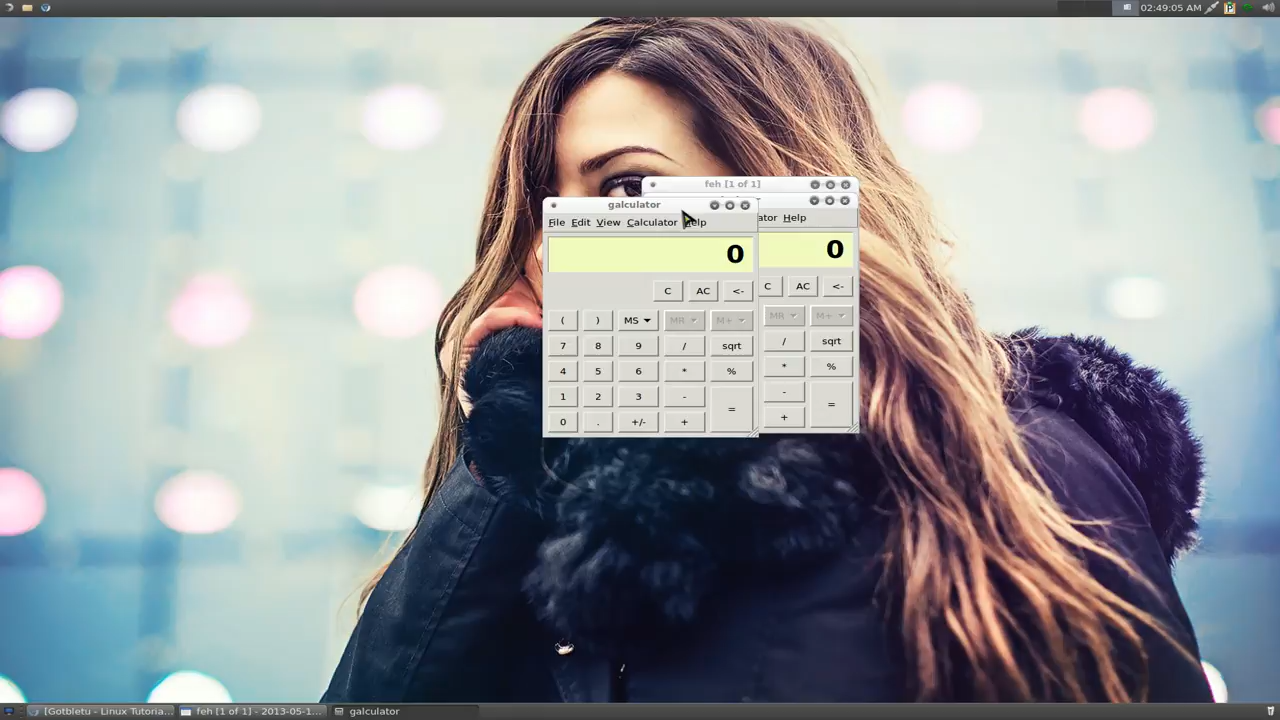 02:49:05 AM
feh [1 of 1]
galculator
File Edit View Calculator Help
ator Help
0
0
C AC <-
C AC <-
( ) MS MR M+
MR M+
7 8 9 / sqrt
/ sqrt
4 5 6 * %
* %
1 2 3 - =
- =
0 . +/- +
+
[Gotbletu - Linux Tutoria...
feh [1 of 1] - 2013-05-1...
galculator